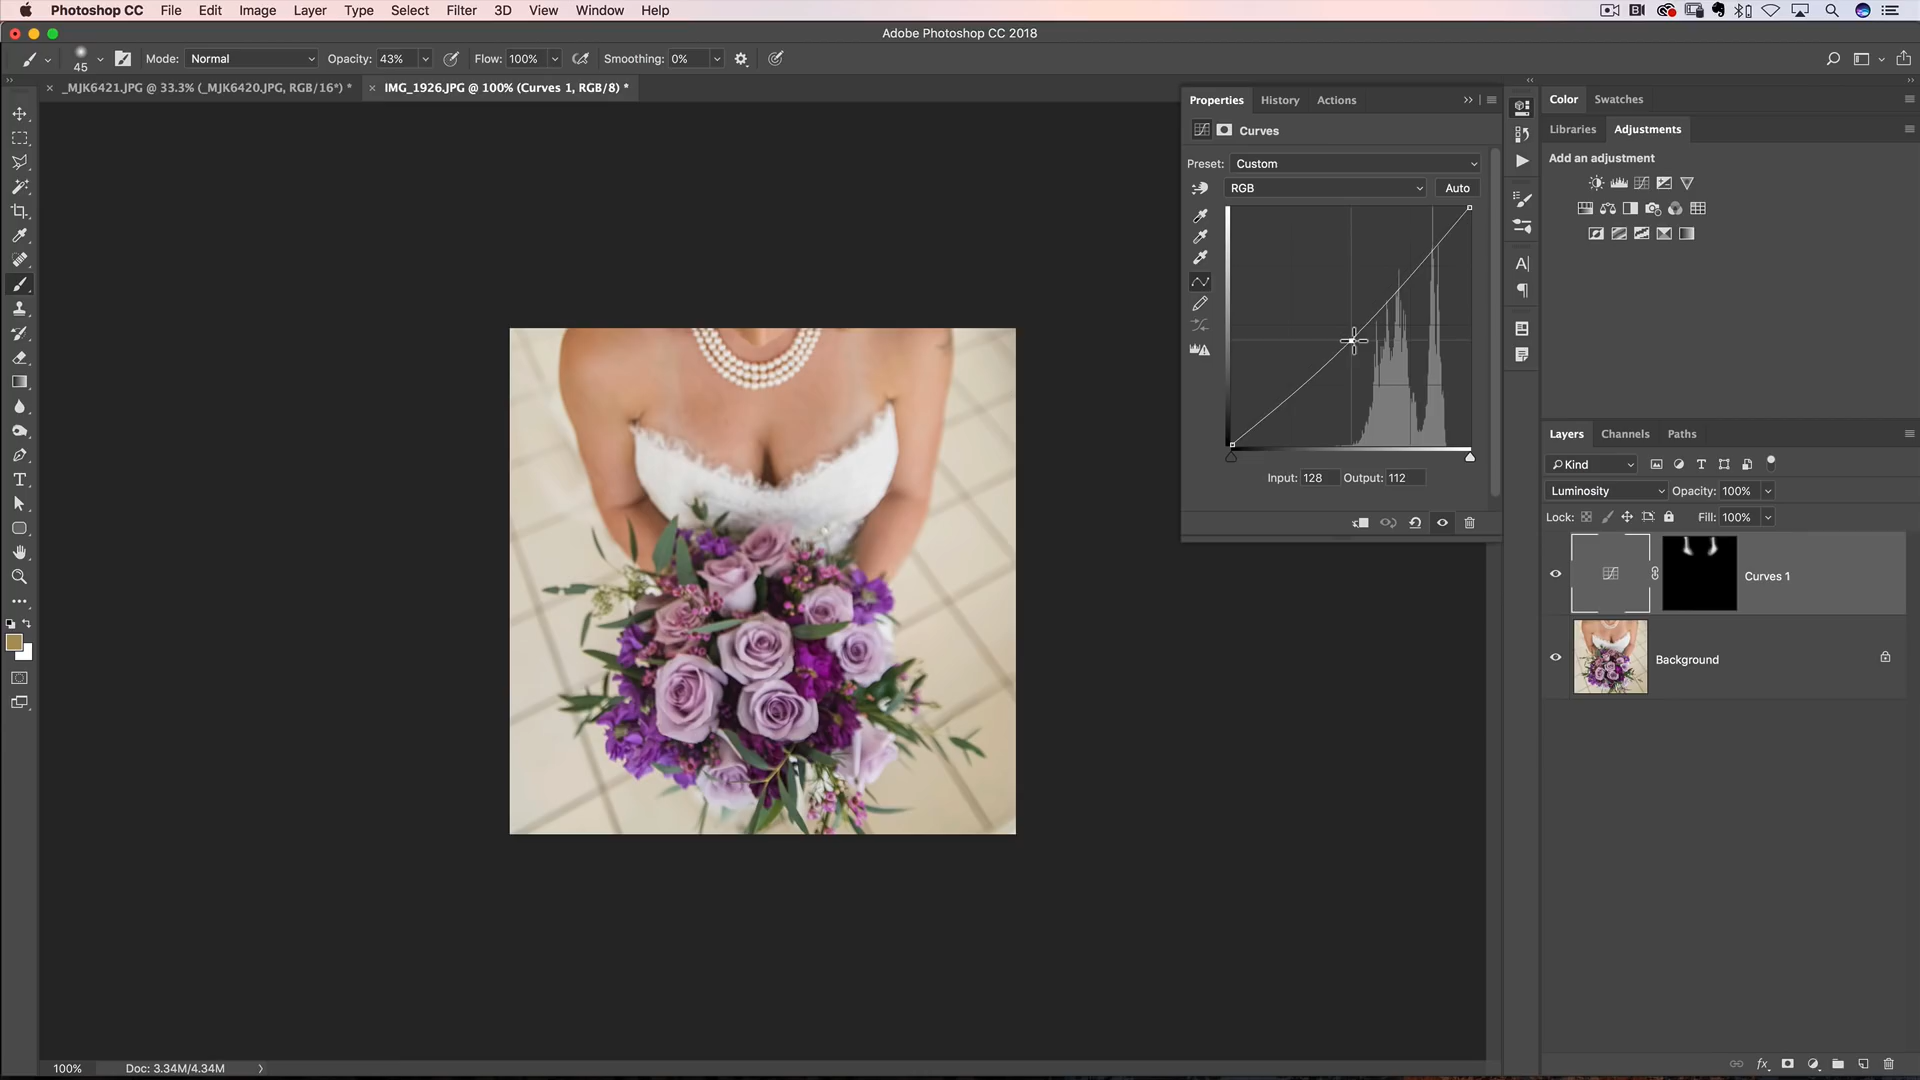 Photoshop CC File Edit Image Layer Type Select Filter 3D View Window Help
Adobe Photoshop CC 2018
45 Mode: Normal Opacity: 43% Flow: 100% Smoothing: 0%
_MJK6421.JPG @ 33.3% (_MJK6420.JPG, RGB/16*) * IMG_1926.JPG @ 100% (Curves 1, RGB/8) *
Properties History Actions
Curves
Preset: Custom
RGB Auto
Input: 128 Output: 112
Color Swatches
Libraries Adjustments
Add an adjustment
Layers Channels Paths
Kind
Luminosity Opacity: 100%
Lock: Fill: 100%
Curves 1
Background
100% Doc: 3.34M/4.34M